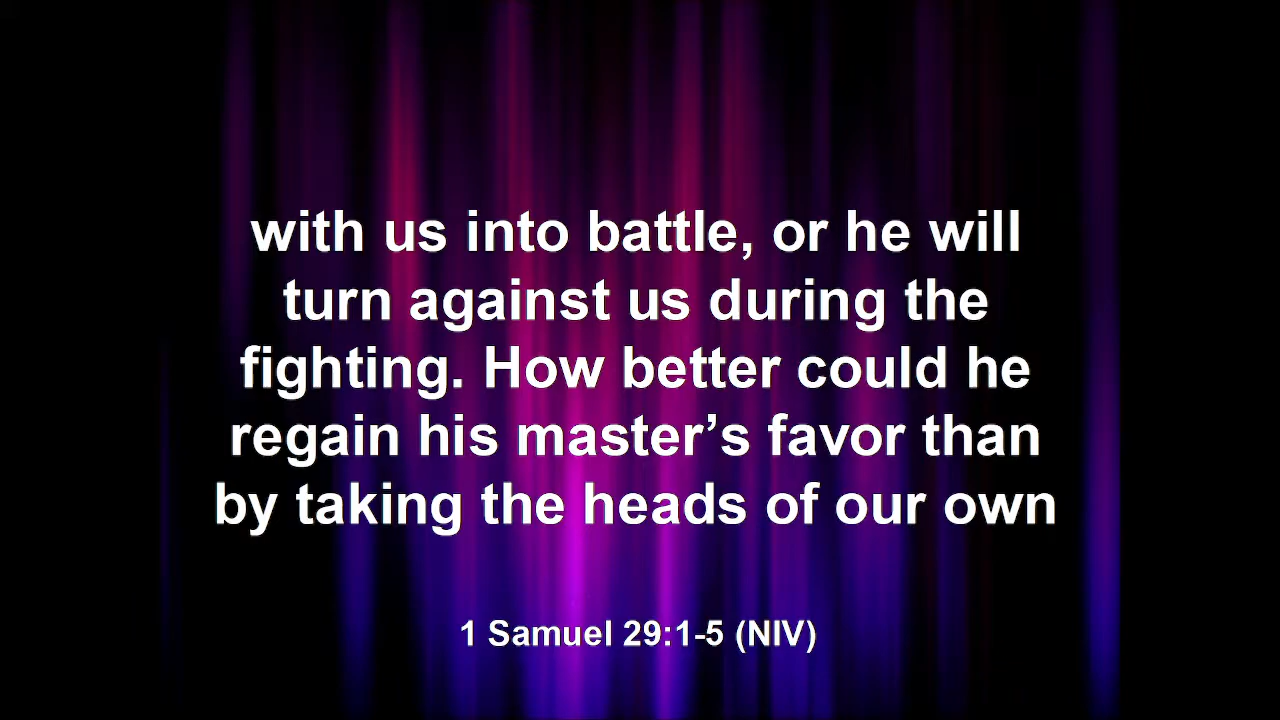 with us into battle, or he will
turn against us during the
fighting. How better could he
regain his master’s favor than
by taking the heads of our own
1 Samuel 29:1-5 (NIV)